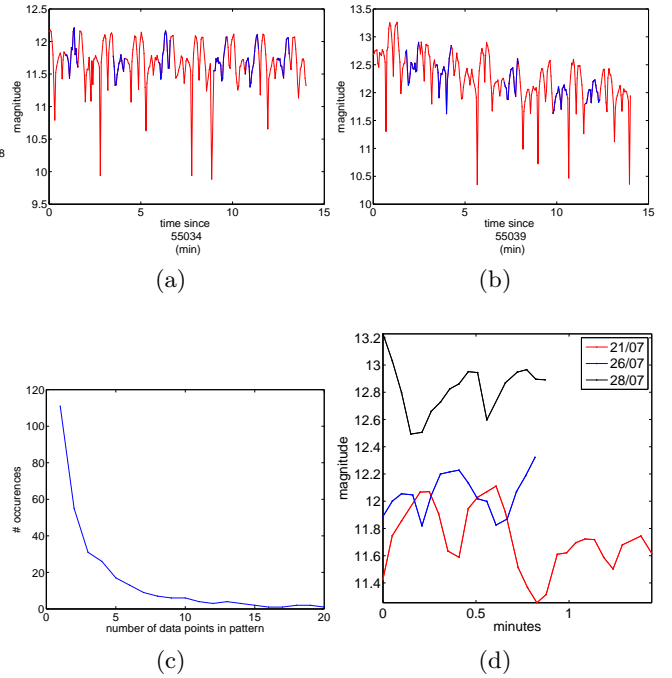 12.5
12
11.5
11
10.5
10
9.5
magnitude
0 5 10 15
time since
55034
(min)
(a)
8
13.5
13
12.5
12
11.5
11
10.5
10
magnitude
0 5 10 15
time since
55039
(min)
(b)
120
100
80
60
40
20
0
# occurences
0 5 10 15 20
number of data points in pattern
(c)
13.2
13
12.8
12.6
12.4
12.2
12
11.8
11.6
11.4
magnitude
21/07
26/07
28/07
0 0.5 1
minutes
(d)